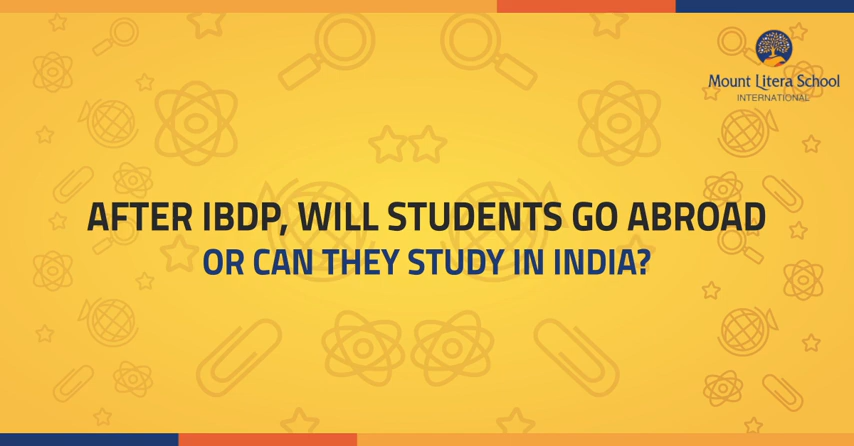 Mount Litera School
INTERNATIONAL
AFTER IBDP, WILL STUDENTS GO ABROAD
OR CAN THEY STUDY IN INDIA?